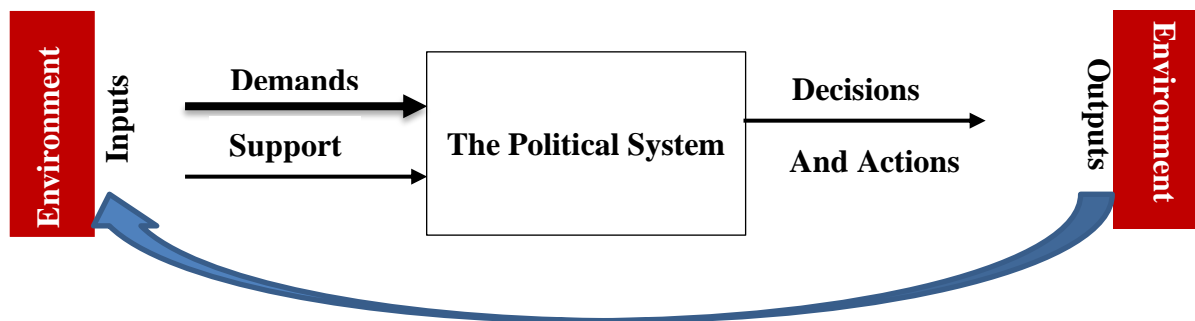 Environment
Inputs
Demands
Support
The Political System
Decisions
And Actions
Outputs
Environment